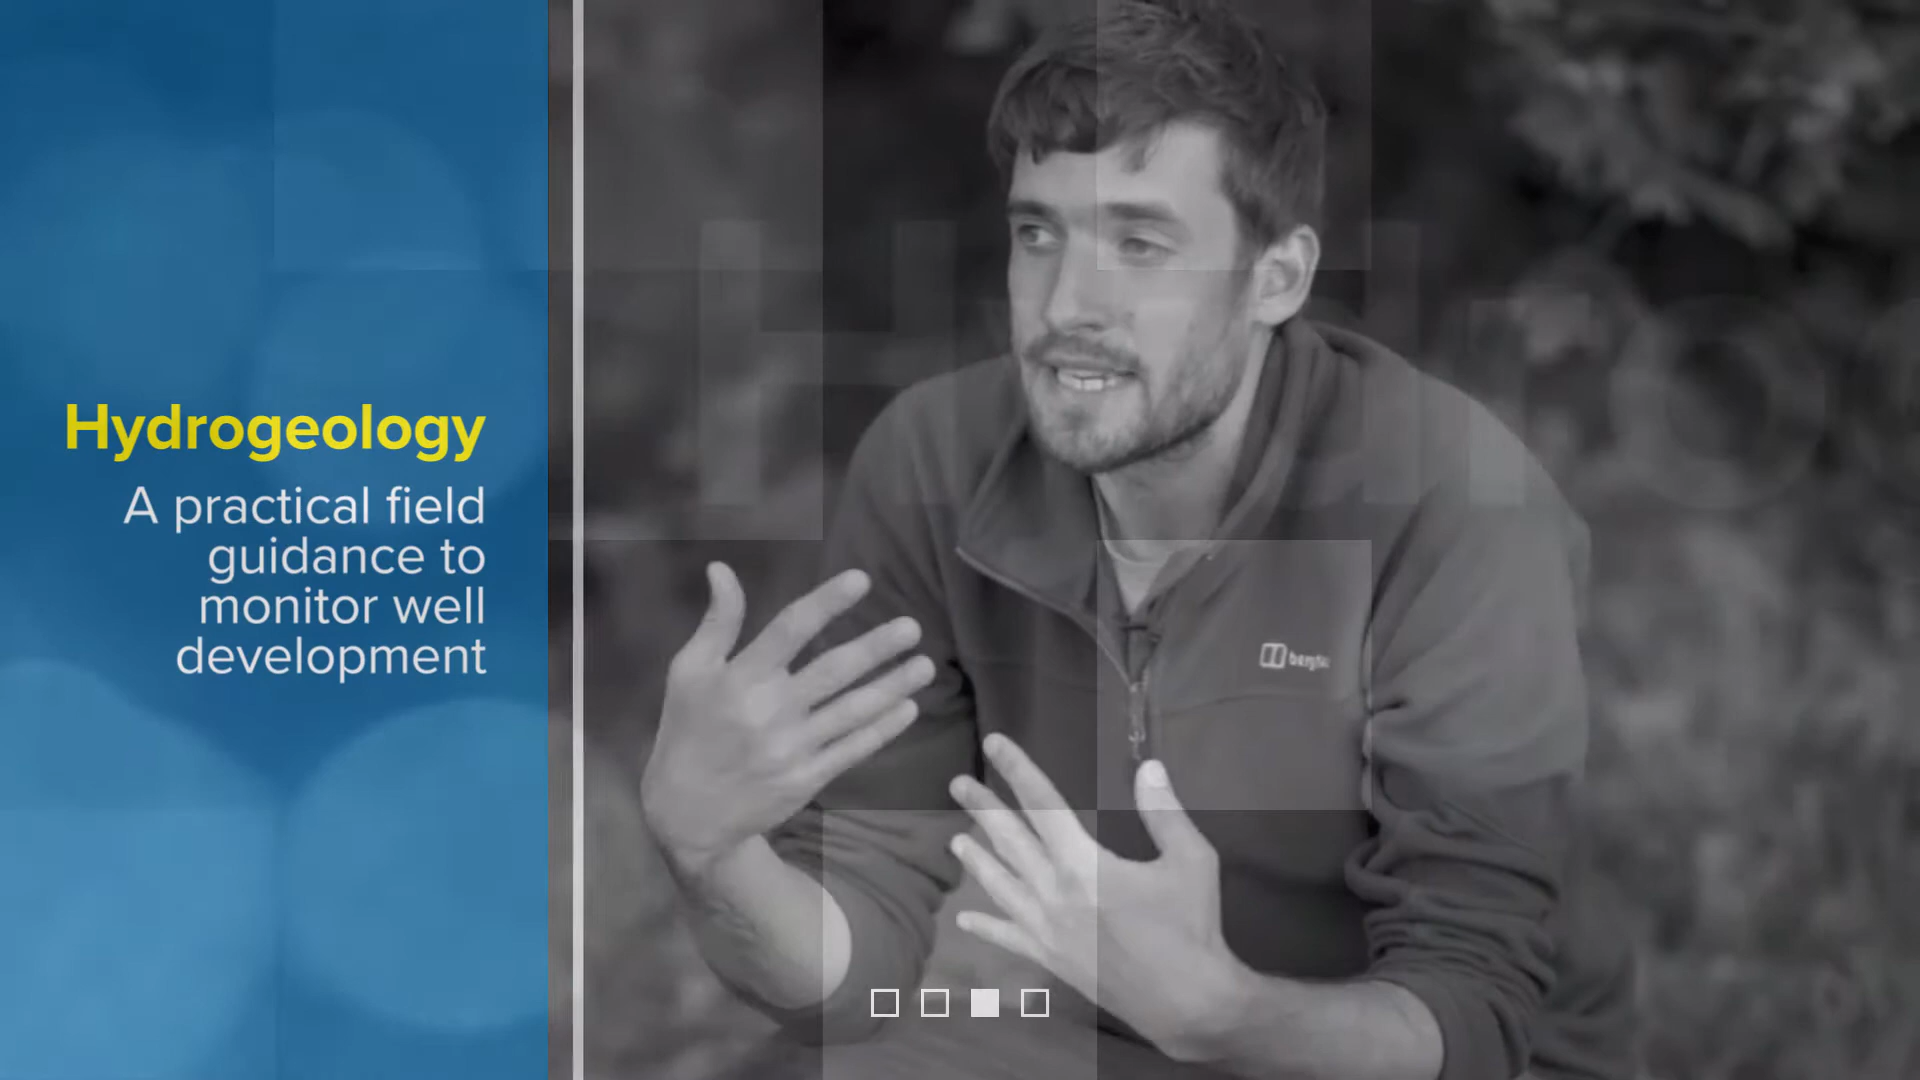 Hydrogeology
A practical field
guidance to
monitor well
development